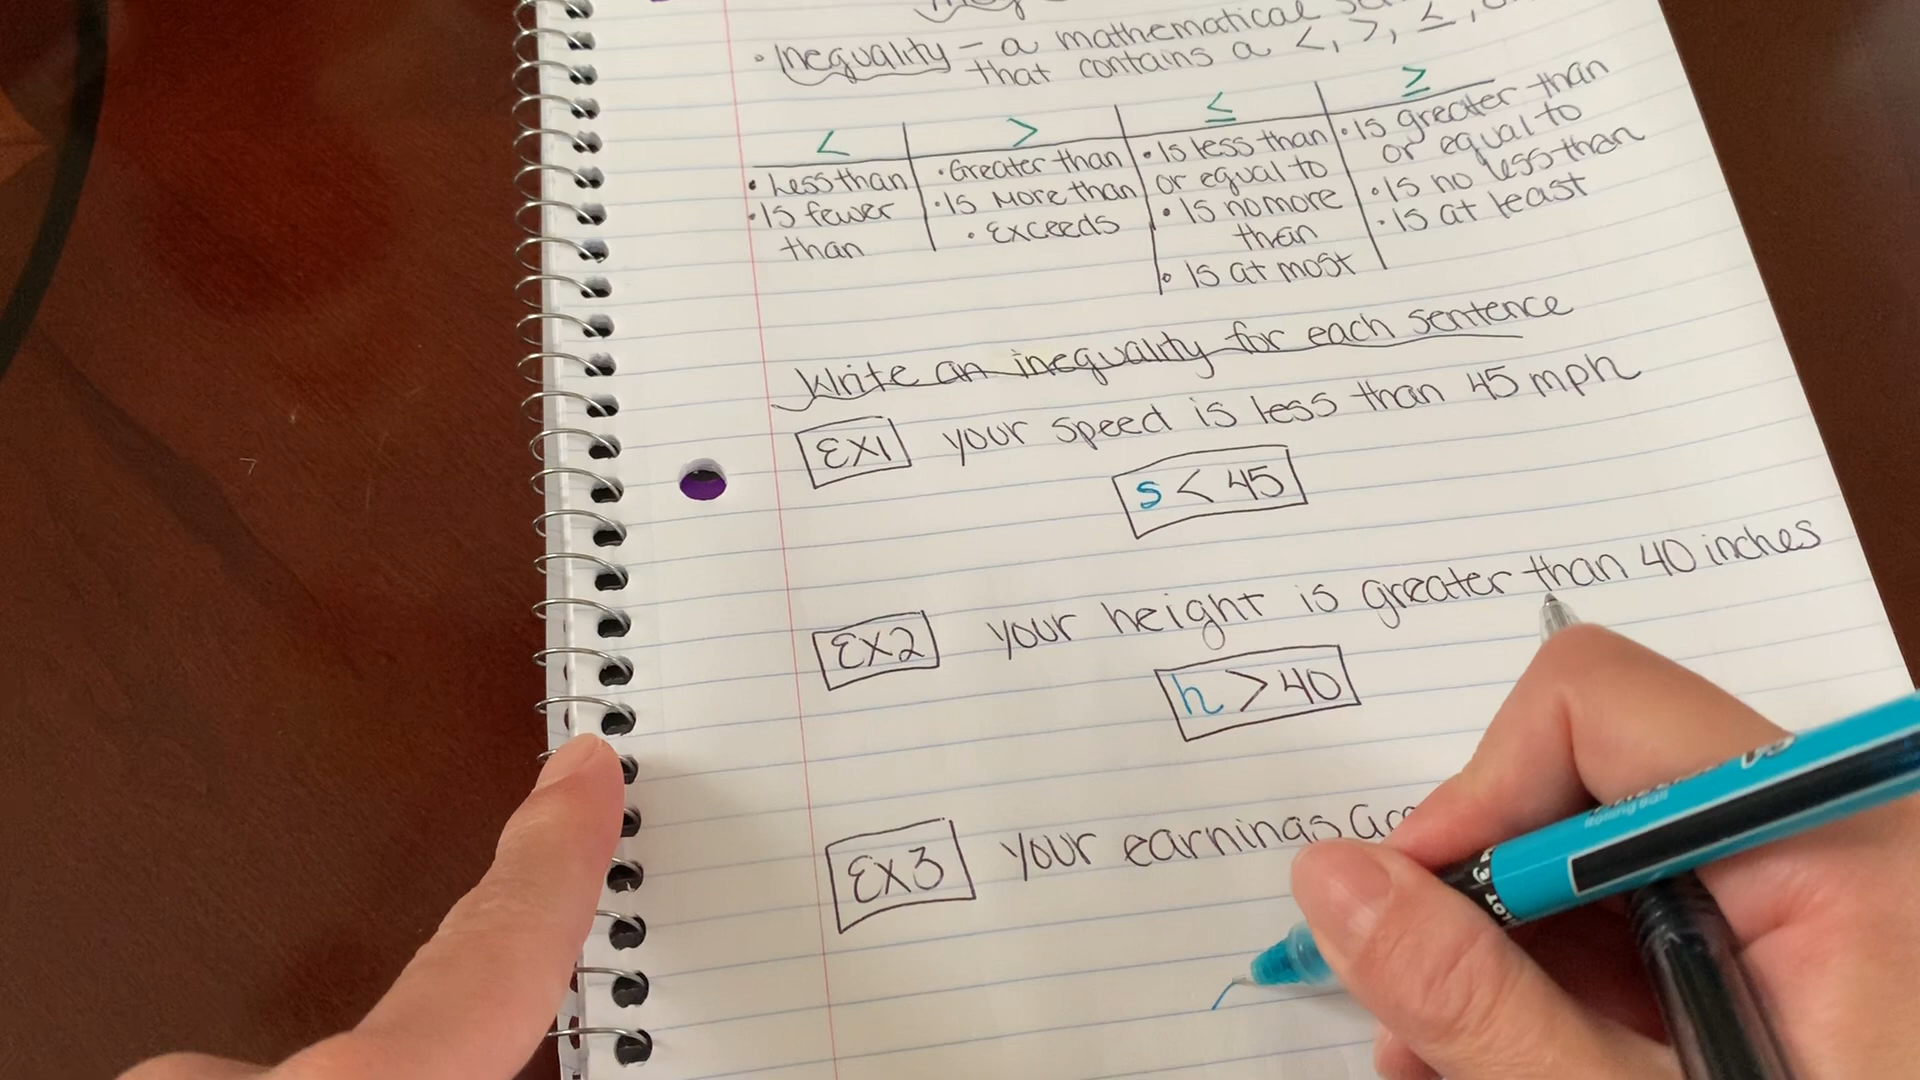 • Inequality - a mathematical
that contains a <, >, ≤,
< > ≤ ≥
• Less than
• Is fewer
than
• Greater than
• Is More than
• Exceeds
• Is less than
or equal to
• Is no more
than
• Is at most
• Is greater than
or equal to
• Is no less than
• Is at least
Write an inequality for each sentence
EX1 your speed is less than 45 mph
s < 45
EX2 your height is greater than 40 inches
h > 40
EX3 your earnings
PILOT